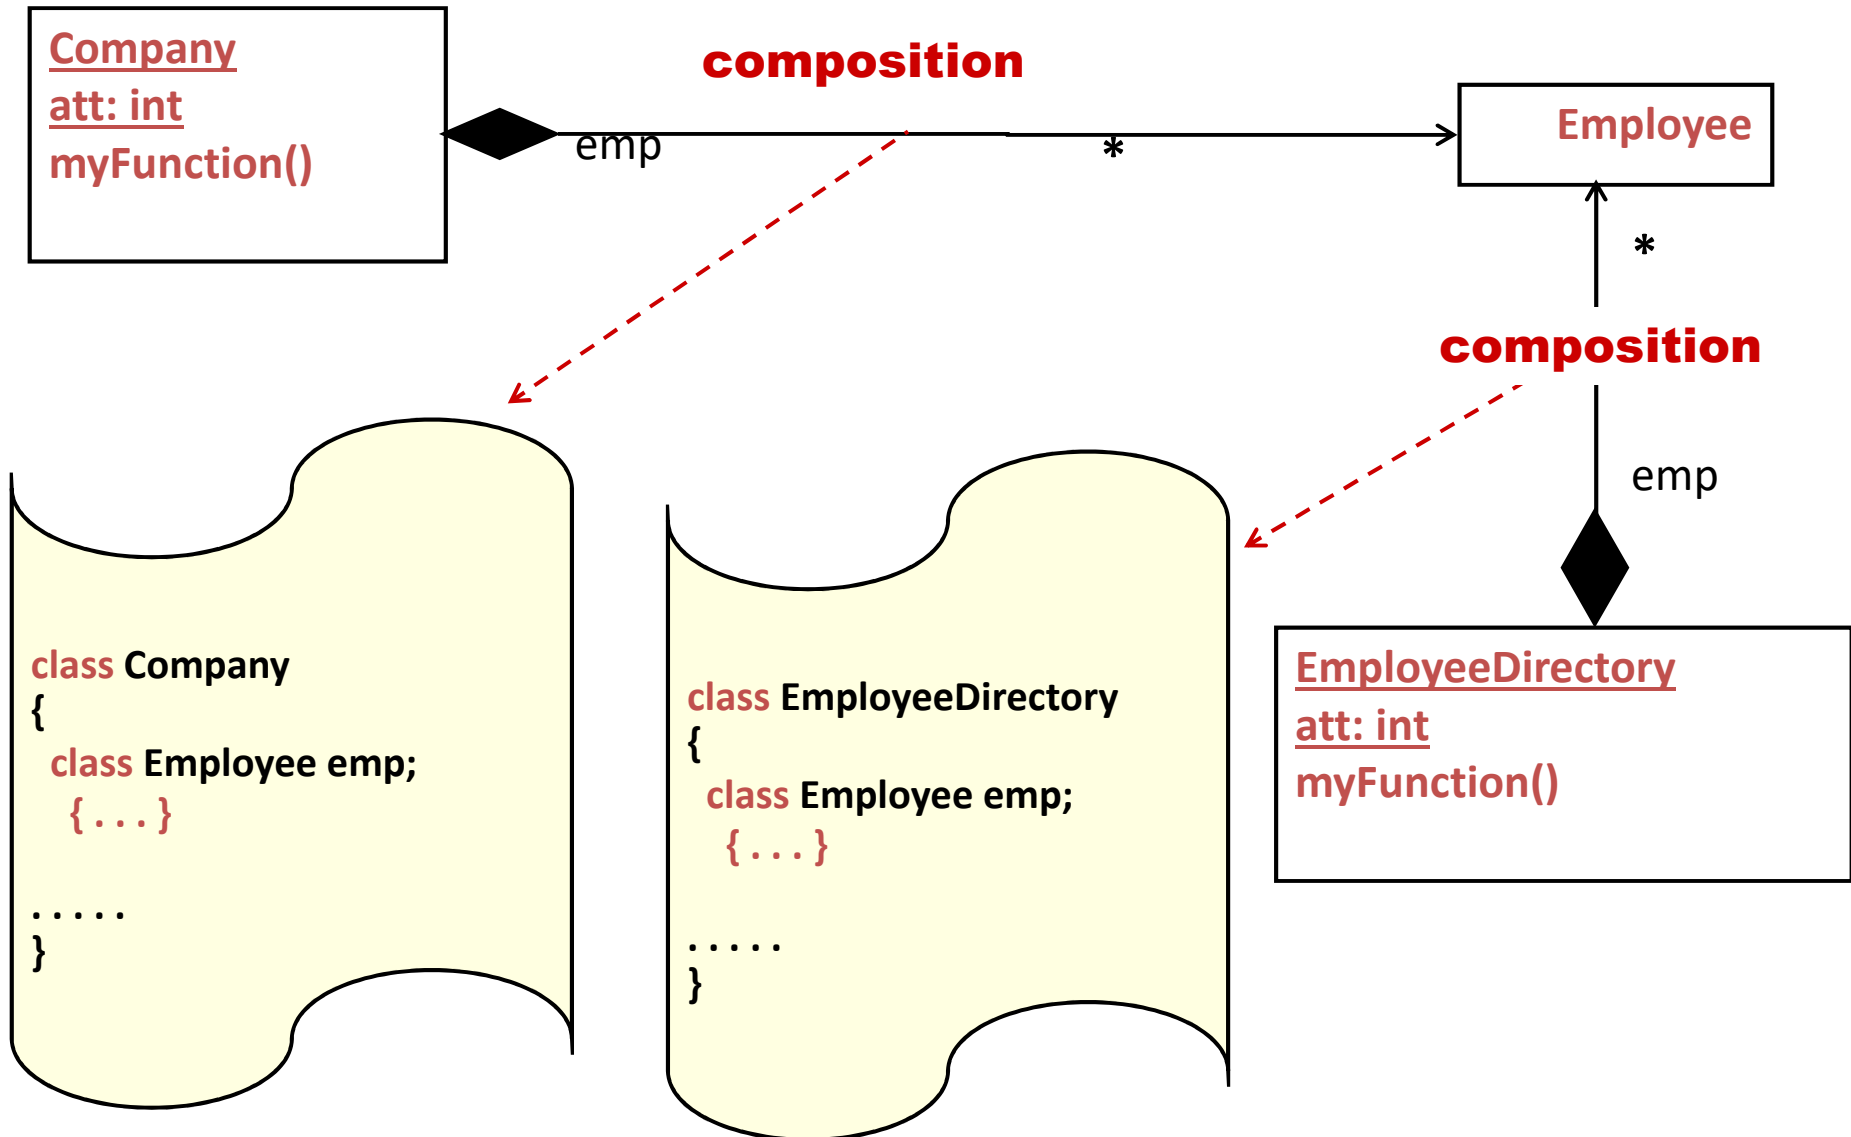 Company
att: int
myFunction()
composition
emp
*
Employee
*
composition
emp
class Company
{
class Employee emp;
{ . . . }
. . . . .
}
class EmployeeDirectory
{
class Employee emp;
{ . . . }
. . . . .
}
EmployeeDirectory
att: int
myFunction()